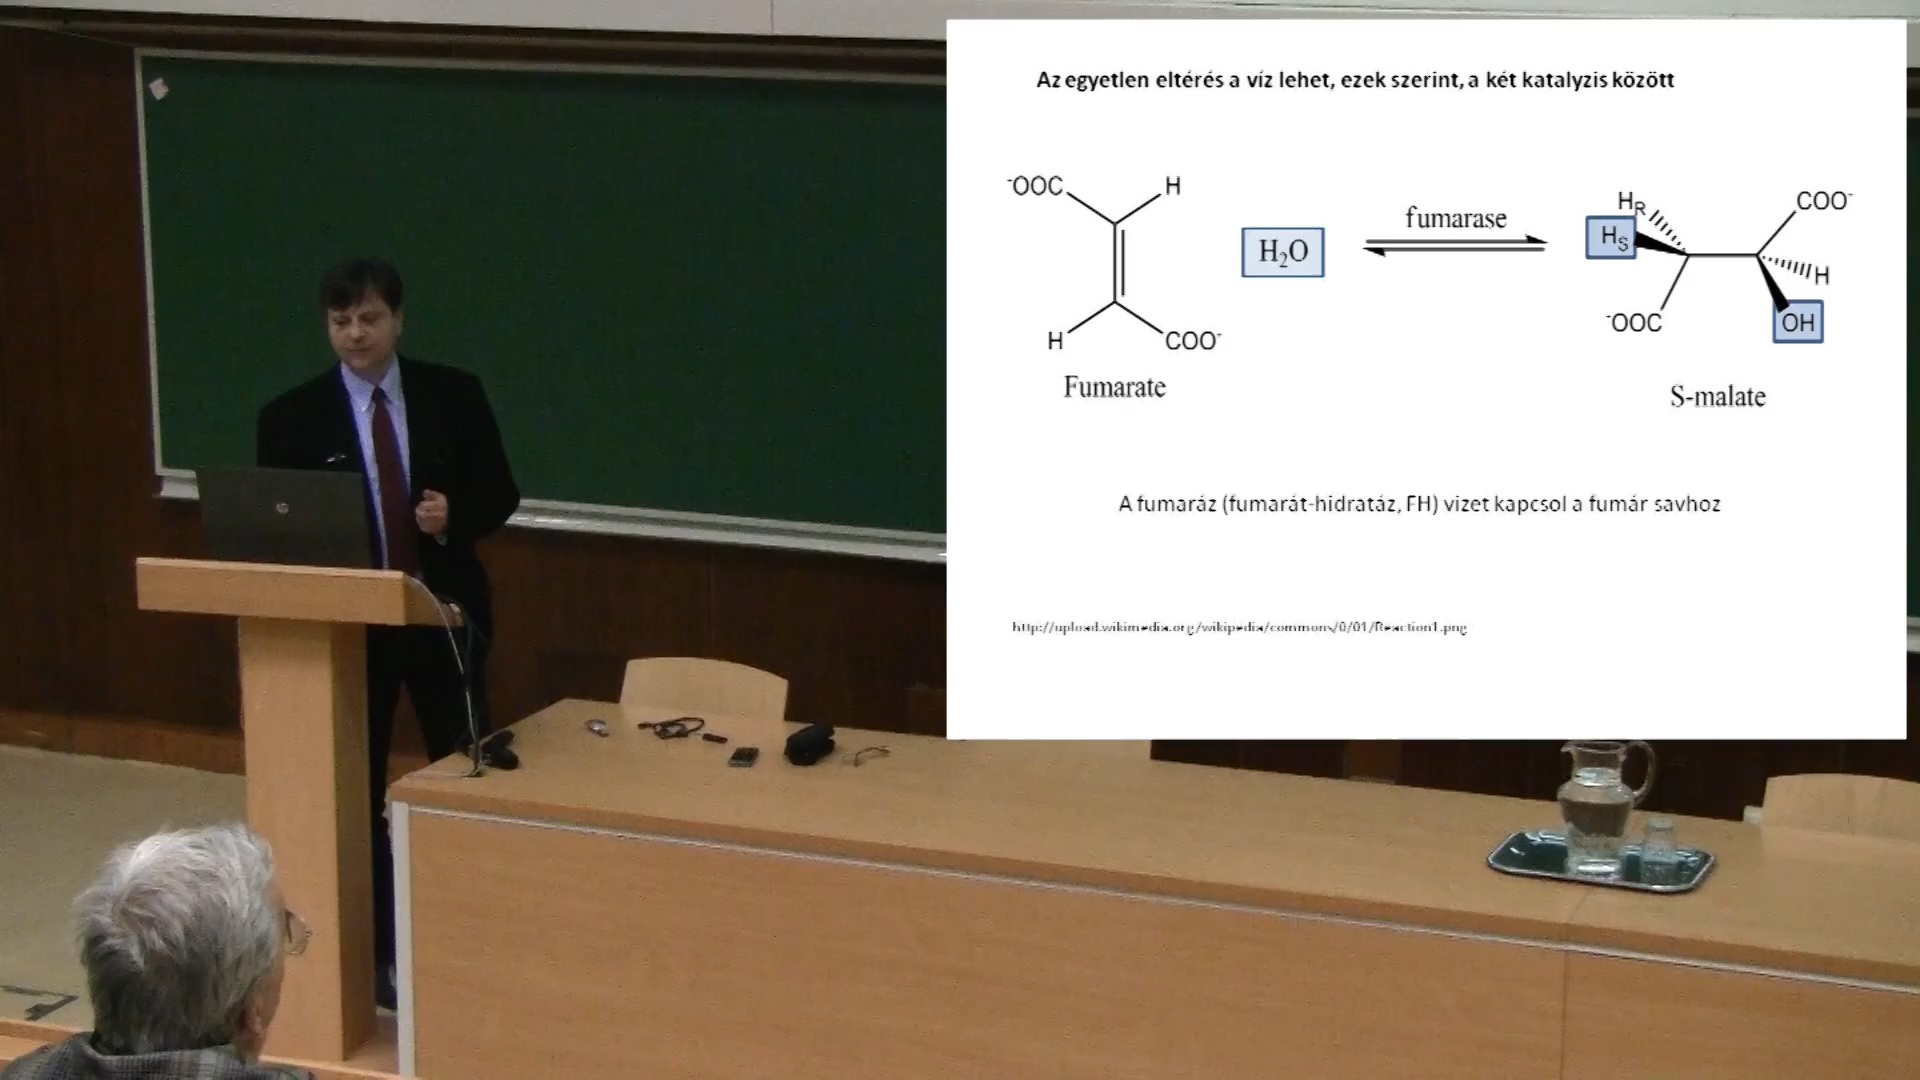 Az egyetlen eltérés a víz lehet, ezek szerint, a két katalyzis között
⁻OOC H
H COO⁻
Fumarate
H₂O
fumarase
H_R
H_S
⁻OOC
COO⁻
H
OH
S-malate
A fumaráz (fumarát-hidratáz, FH) vizet kapcsol a fumár savhoz
http://upload.wikimedia.org/wikipedia/commons/0/01/Reaction1.png
hp